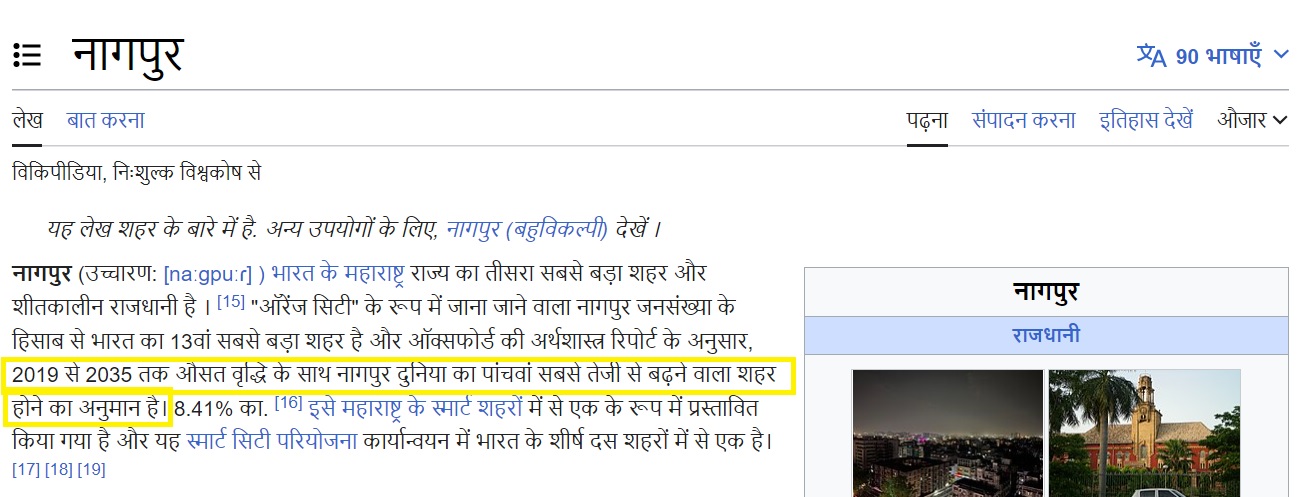 नागपुर
90 भाषाएँ
लेख बात करना पढ़ना संपादन करना इतिहास देखें औजार
विकिपीडिया, निःशुल्क विश्वकोष से
यह लेख शहर के बारे में है. अन्य उपयोगों के लिए, नागपुर (बहुविकल्पी) देखें ।
नागपुर (उच्चारण: [naːɡpuːɾ] ) भारत के महाराष्ट्र राज्य का तीसरा सबसे बड़ा शहर और
शीतकालीन राजधानी है । [15] "ऑरेंज सिटी" के रूप में जाना जाने वाला नागपुर जनसंख्या के
हिसाब से भारत का 13वां सबसे बड़ा शहर है और ऑक्सफोर्ड की अर्थशास्त्र रिपोर्ट के अनुसार,
2019 से 2035 तक औसत वृद्धि के साथ नागपुर दुनिया का पांचवां सबसे तेजी से बढ़ने वाला शहर
होने का अनुमान है। 8.41% का. [16] इसे महाराष्ट्र के स्मार्ट शहरों में से एक के रूप में प्रस्तावित
किया गया है और यह स्मार्ट सिटी परियोजना कार्यान्वयन में भारत के शीर्ष दस शहरों में से एक है।
[17] [18] [19]
नागपुर
राजधानी